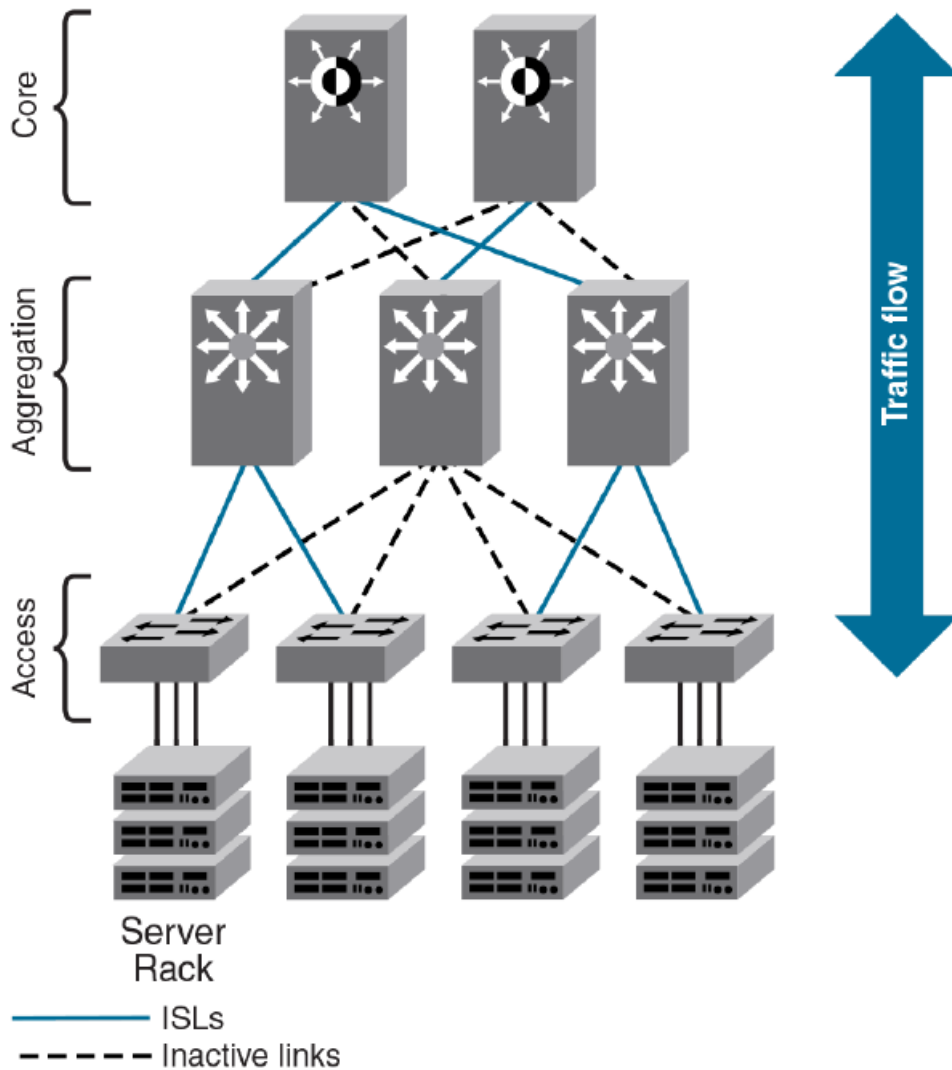 Core
Aggregation
Access
Traffic flow
Server
Rack
ISLs
Inactive links